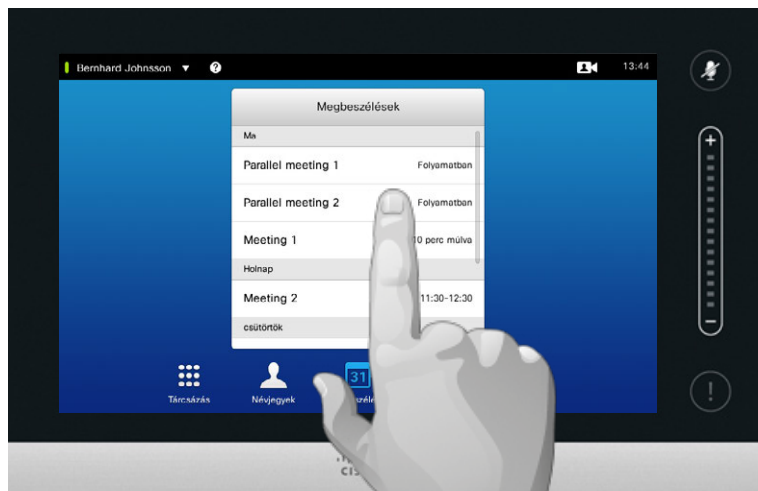 Bernhard Johnsson ▼ ?
13:44
Megbeszélések
Ma
Parallel meeting 1 Folyamatban
Parallel meeting 2 Folyamatban
Meeting 1 10 perc múlva
Holnap
Meeting 2 11:30-12:30
csütörtök
Tárcsázás Névjegyek 31
+
−
!